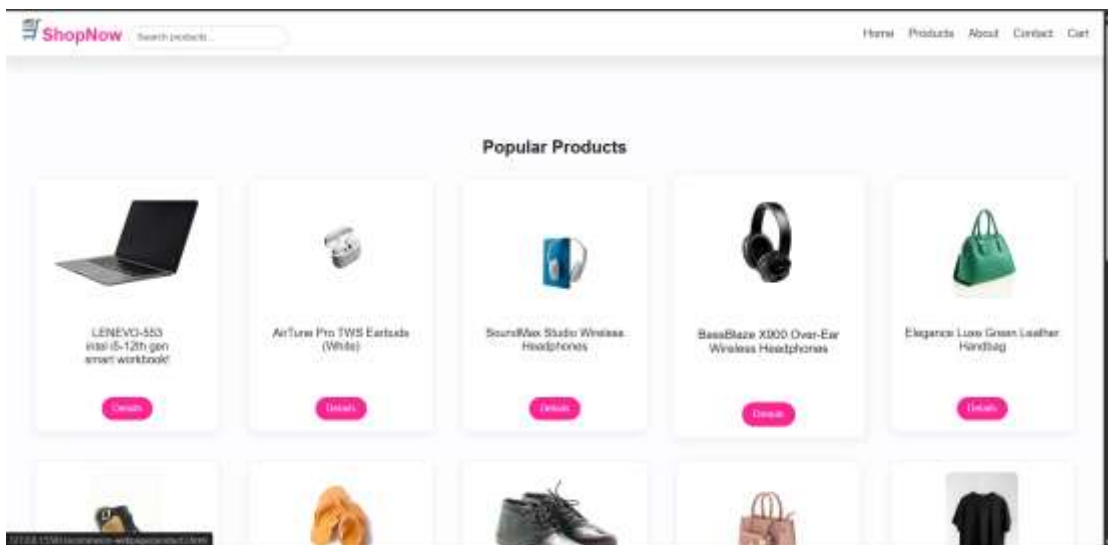 ShopNow
Search products...
Home Products About Contact Cart
Popular Products
LENEVO-553
intel i5-12th gen
smart workbook!
AirTune Pro TWS Earbuds
(White)
SoundMax Studio Wireless
Headphones
BassBlaze X900 Over-Ear
Wireless Headphones
Elegance Luxe Green Leather
Handbag
Details
Details
Details
Details
Details